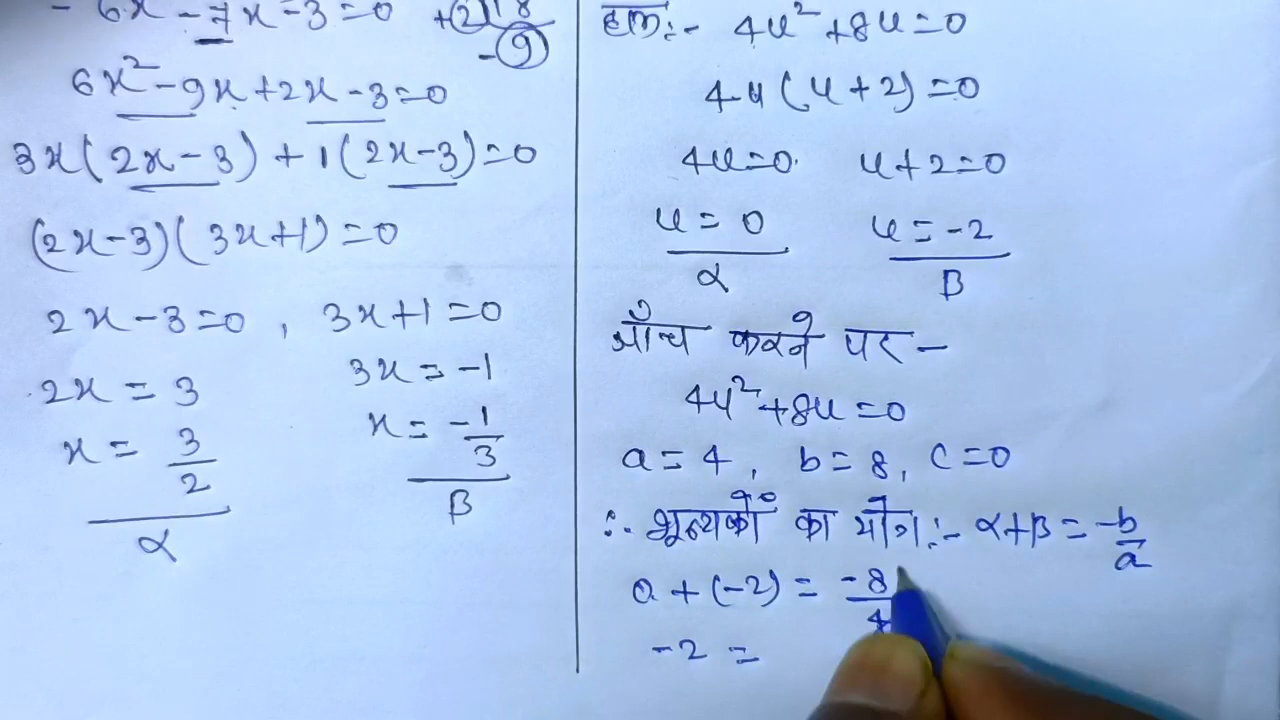 6x² - 7x - 3 = 0
6x² - 9x + 2x - 3 = 0
3x(2x - 3) + 1(2x - 3) = 0
(2x - 3)(3x + 1) = 0
2x - 3 = 0 , 3x + 1 = 0
2x = 3
x = 3/2
α
3x = -1
x = -1/3
β
हल:- 4u² + 8u = 0
4u(u + 2) = 0
4u = 0 u + 2 = 0
u = 0 u = -2
α β
जाँच करने पर -
4u² + 8u = 0
a = 4, b = 8, c = 0
∴ शून्यकों का योग:- α + β = -b/a
0 + (-2) = -8/4
-2 =